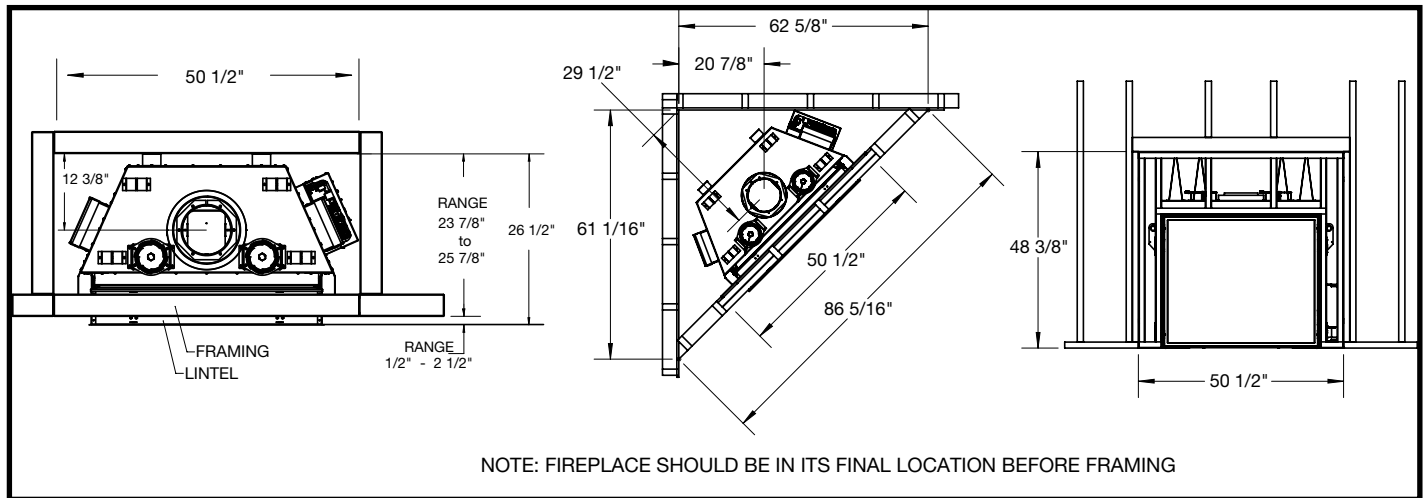 50 1/2"
12 3/8"
RANGE
23 7/8"
to
25 7/8"
26 1/2"
FRAMING
LINTEL
RANGE
1/2" - 2 1/2"
62 5/8"
20 7/8"
29 1/2"
61 1/16"
50 1/2"
86 5/16"
48 3/8"
50 1/2"
NOTE: FIREPLACE SHOULD BE IN ITS FINAL LOCATION BEFORE FRAMING